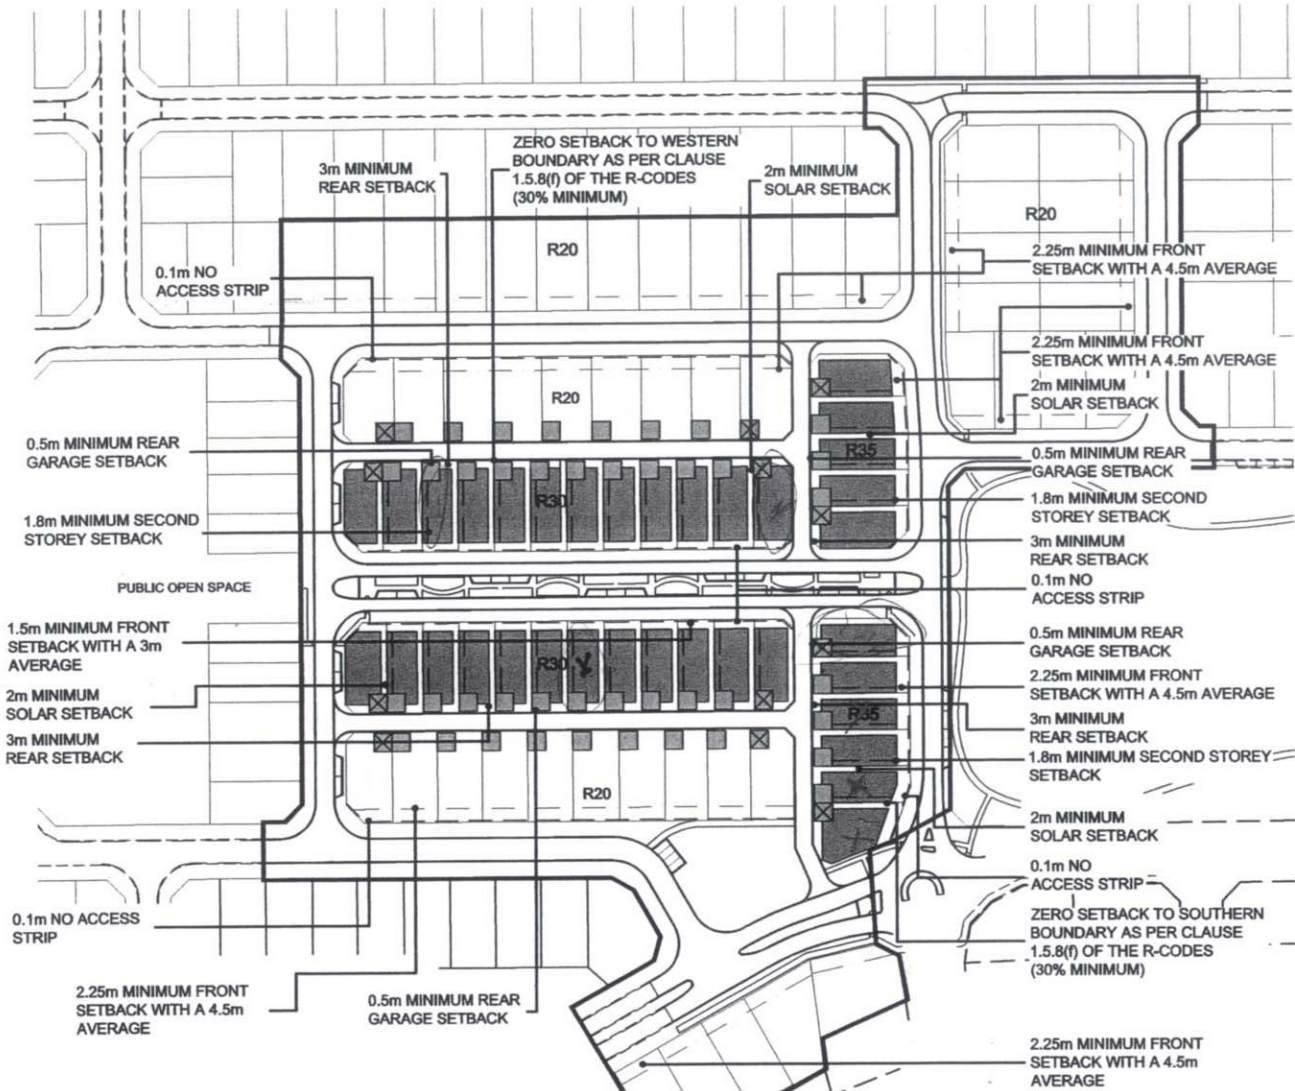 ZERO SETBACK TO WESTERN
BOUNDARY AS PER CLAUSE
1.5.8(f) OF THE R-CODES
(30% MINIMUM)
3m MINIMUM
REAR SETBACK
2m MINIMUM
SOLAR SETBACK
R20
R20
2.25m MINIMUM FRONT
SETBACK WITH A 4.5m AVERAGE
0.1m NO
ACCESS STRIP
2.25m MINIMUM FRONT
SETBACK WITH A 4.5m AVERAGE
2m MINIMUM
SOLAR SETBACK
R20
0.5m MINIMUM REAR
GARAGE SETBACK
R35
0.5m MINIMUM REAR
GARAGE SETBACK
R30
1.8m MINIMUM SECOND
STOREY SETBACK
1.8m MINIMUM SECOND
STOREY SETBACK
3m MINIMUM
REAR SETBACK
PUBLIC OPEN SPACE
0.1m NO
ACCESS STRIP
1.5m MINIMUM FRONT
SETBACK WITH A 3m
AVERAGE
0.5m MINIMUM REAR
GARAGE SETBACK
R30
2.25m MINIMUM FRONT
SETBACK WITH A 4.5m AVERAGE
2m MINIMUM
SOLAR SETBACK
R35
3m MINIMUM
REAR SETBACK
3m MINIMUM
REAR SETBACK
1.8m MINIMUM SECOND STOREY
SETBACK
R20
2m MINIMUM
SOLAR SETBACK
0.1m NO
ACCESS STRIP
0.1m NO ACCESS
STRIP
ZERO SETBACK TO SOUTHERN
BOUNDARY AS PER CLAUSE
1.5.8(f) OF THE R-CODES
(30% MINIMUM)
2.25m MINIMUM FRONT
SETBACK WITH A 4.5m
AVERAGE
0.5m MINIMUM REAR
GARAGE SETBACK
2.25m MINIMUM FRONT
SETBACK WITH A 4.5m
AVERAGE